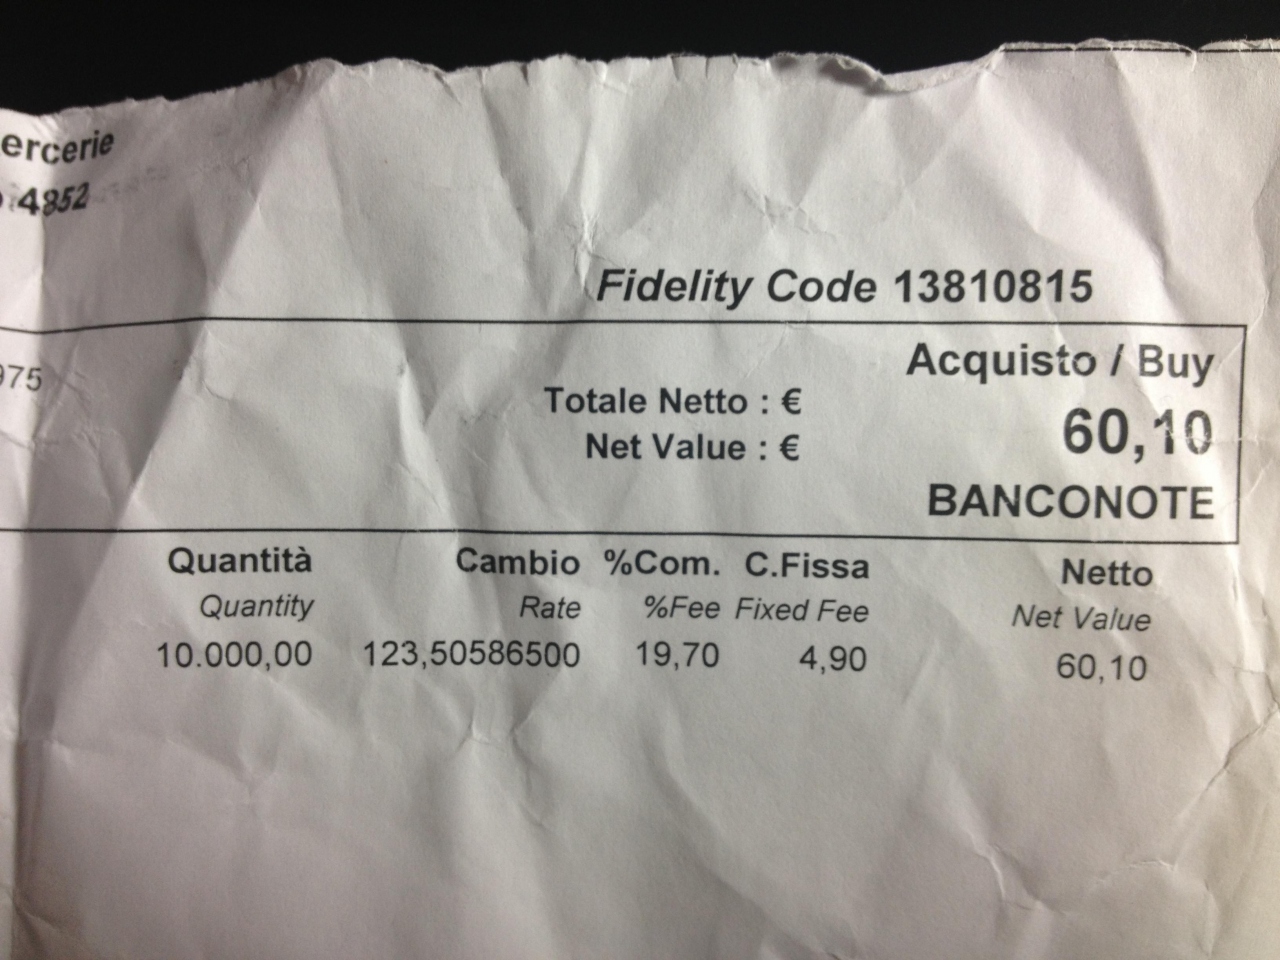 ercerie
4852
Fidelity Code 13810815
975
Acquisto / Buy
Totale Netto : €
60,10
Net Value : €
BANCONOTE
Quantità Cambio %Com. C.Fissa Netto
Quantity Rate %Fee Fixed Fee Net Value
10.000,00 123,50586500 19,70 4,90 60,10